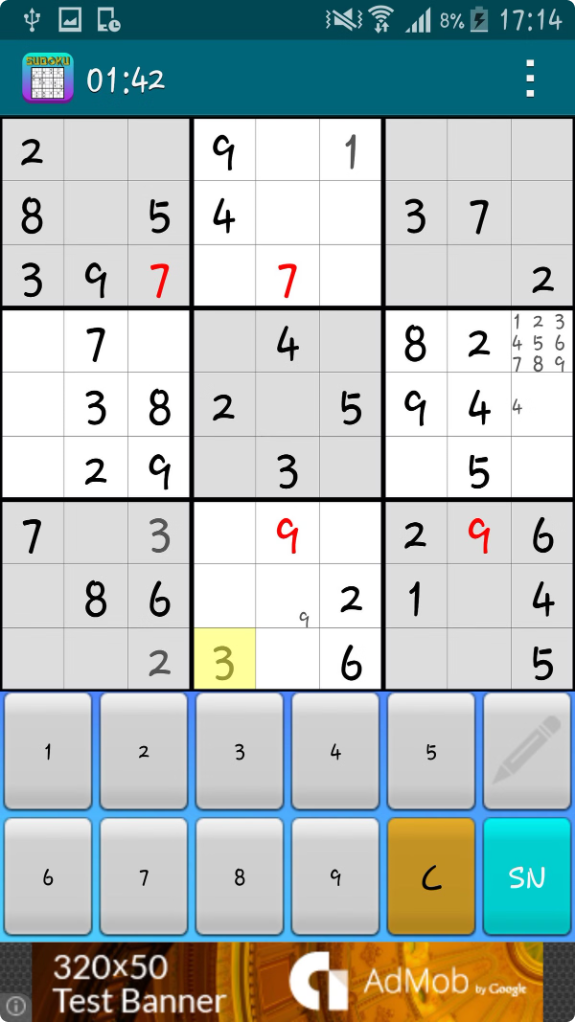 8% 17:14
SUDOKU 01:42
2 9 1
8 5 4 3 7
3 9 7 7 2
7 4 8 2 1 2 3
4 5 6
7 8 9
3 8 2 5 9 4 4
2 9 3 5
7 3 9 2 9 6
8 6 9 2 1 4
2 3 6 5
1 2 3 4 5
6 7 8 9 C SN
320x50
Test Banner
AdMob by Google